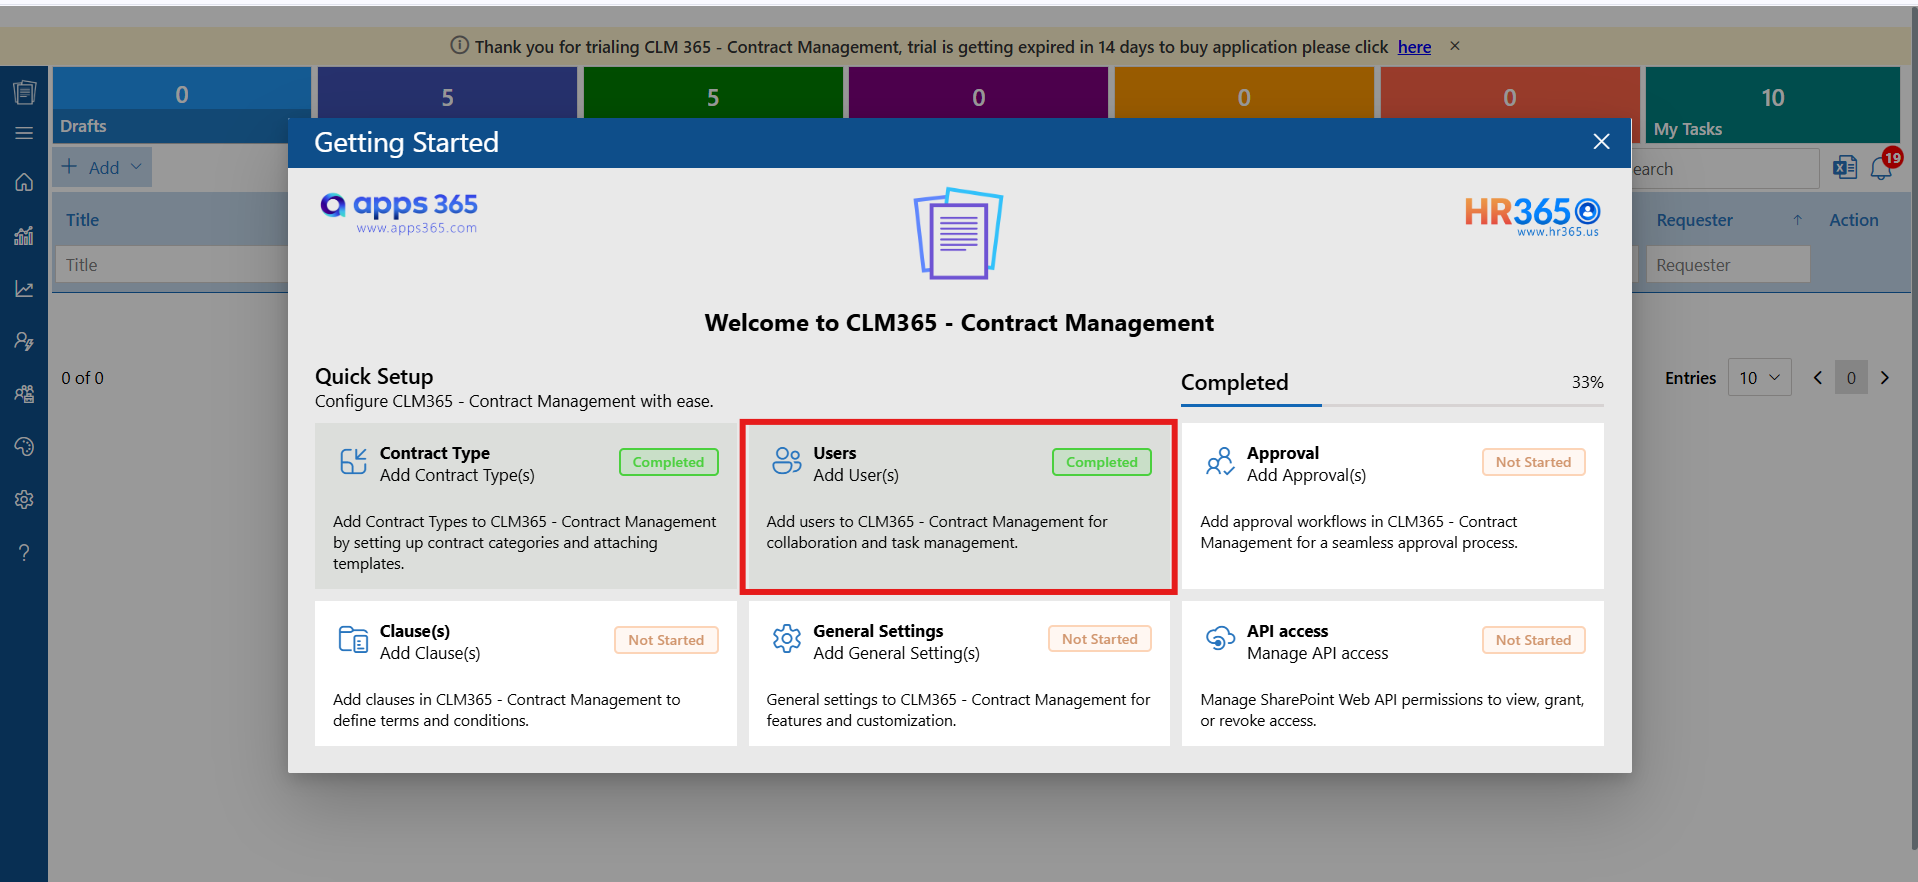 Thank you for trialing CLM 365 - Contract Management, trial is getting expired in 14 days to buy application please click here
0
5
5
0
0
0
10
Drafts
My Tasks
Getting Started
Add
earch
19
apps 365
www.apps365.com
HR365
www.hr365.us
Title
Requester
Action
Title
Requester
Welcome to CLM365 - Contract Management
Quick Setup
Configure CLM365 - Contract Management with ease.
Completed
33%
0 of 0
Entries
10
0
Contract Type
Add Contract Type(s)
Completed
Add Contract Types to CLM365 - Contract Management
by setting up contract categories and attaching
templates.
Users
Add User(s)
Completed
Add users to CLM365 - Contract Management for
collaboration and task management.
Approval
Add Approval(s)
Not Started
Add approval workflows in CLM365 - Contract
Management for a seamless approval process.
Clause(s)
Add Clause(s)
Not Started
Add clauses in CLM365 - Contract Management to
define terms and conditions.
General Settings
Add General Setting(s)
Not Started
General settings to CLM365 - Contract Management for
features and customization.
API access
Manage API access
Not Started
Manage SharePoint Web API permissions to view, grant,
or revoke access.